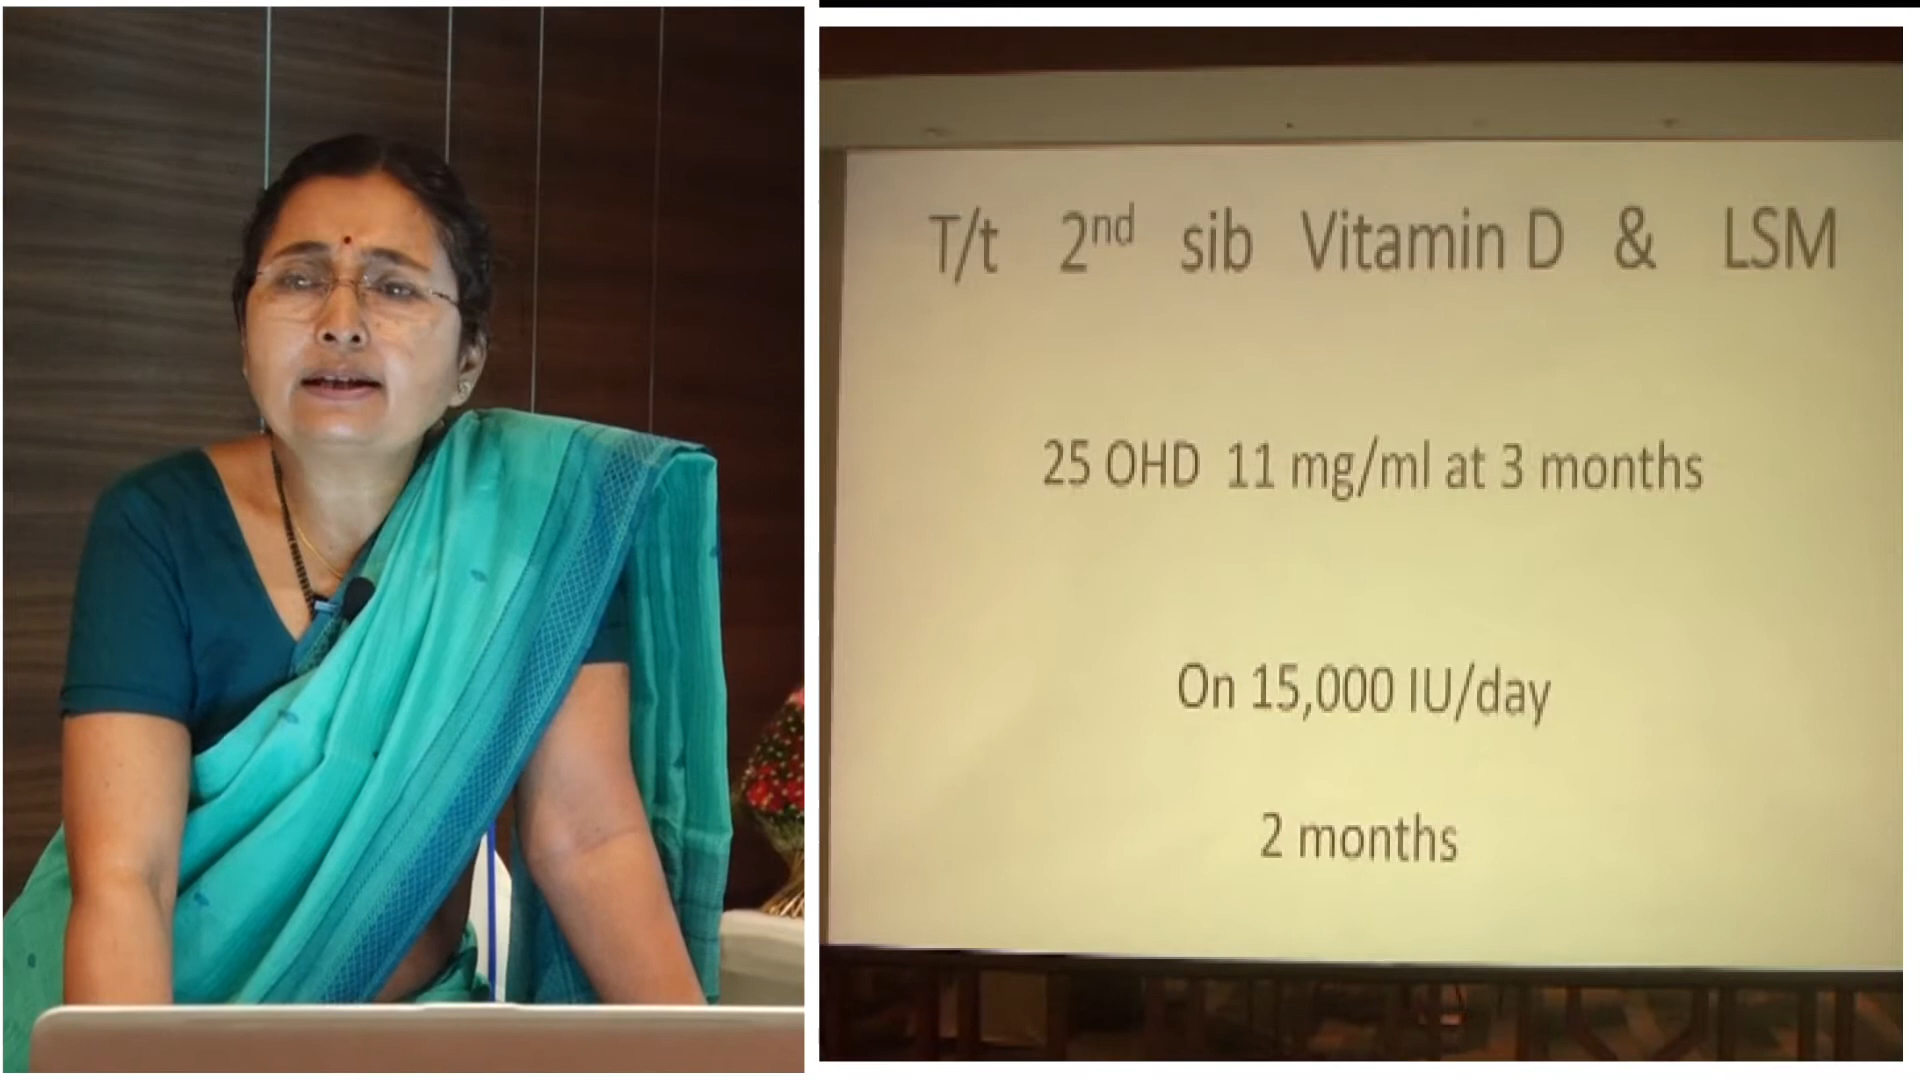 T/t 2nd sib Vitamin D & LSM
25 OHD 11 mg/ml at 3 months
On 15,000 IU/day
2 months